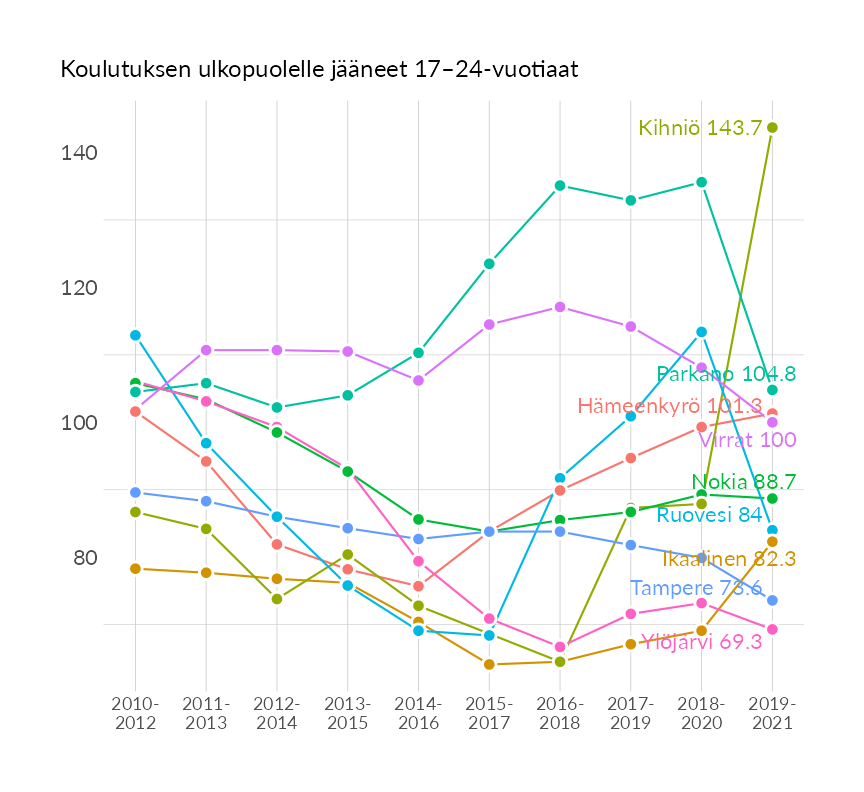 Koulutuksen ulkopuolelle jääneet 17–24-vuotiaat
Kihniö 143.7
140
120
Parkano 104.8
Hämeenkyrö 101.3
100
Virrat 100
Nokia 88.7
Ruovesi 84
80
Ikaalinen 82.3
Tampere 73.6
Ylöjärvi 69.3
2010- 2011- 2012- 2013- 2014- 2015- 2016- 2017- 2018- 2019-
2012 2013 2014 2015 2016 2017 2018 2019 2020 2021